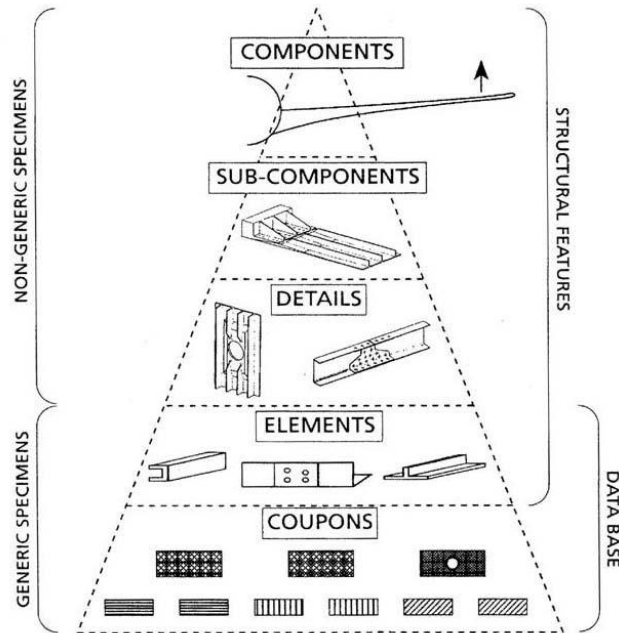 COMPONENTS
NON-GENERIC SPECIMENS
STRUCTURAL FEATURES
SUB-COMPONENTS
DETAILS
ELEMENTS
GENERIC SPECIMENS
DATA BASE
COUPONS